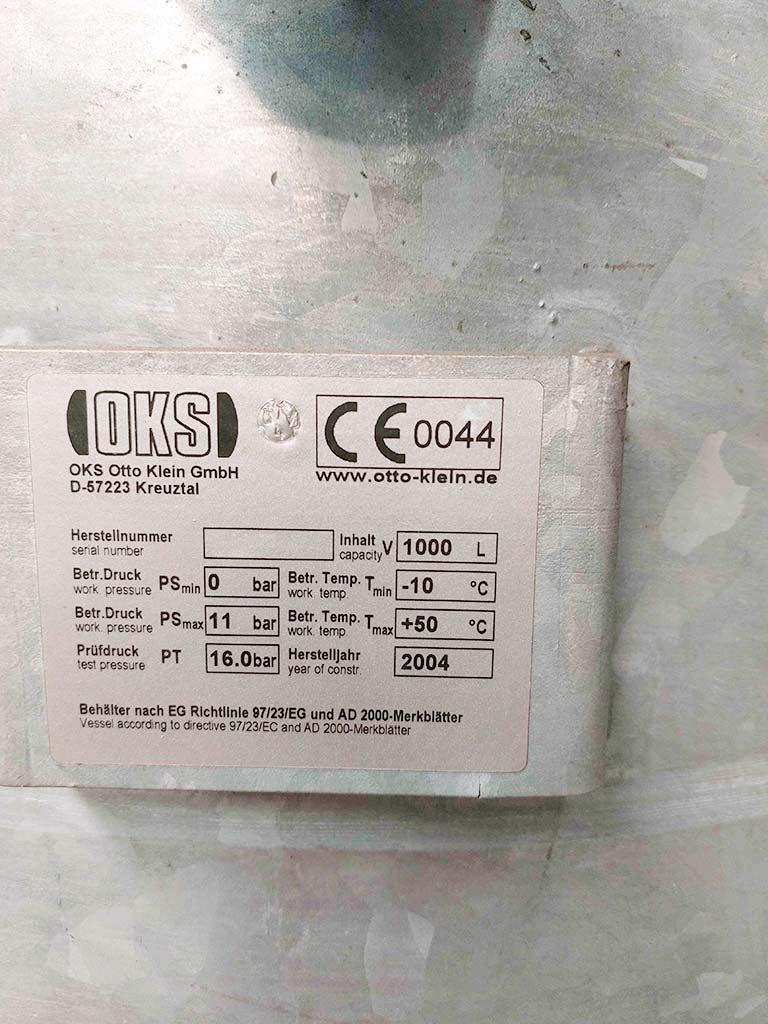 OKS
CE 0044
OKS Otto Klein GmbH
D-57223 Kreuztal
www.otto-klein.de
Herstellnummer
serial number
Inhalt
capacity
V 1000 L
Betr.Druck
work. pressure
PSmin 0 bar
Betr. Temp.
work. temp.
Tmin -10 °C
Betr.Druck
work. pressure
PSmax 11 bar
Betr. Temp.
work. temp.
Tmax +50 °C
Prüfdruck
test pressure
PT 16.0bar
Herstelljahr
year of constr.
2004
Behälter nach EG Richtlinie 97/23/EG und AD 2000-Merkblätter
Vessel according to directive 97/23/EC and AD 2000-Merkblätter